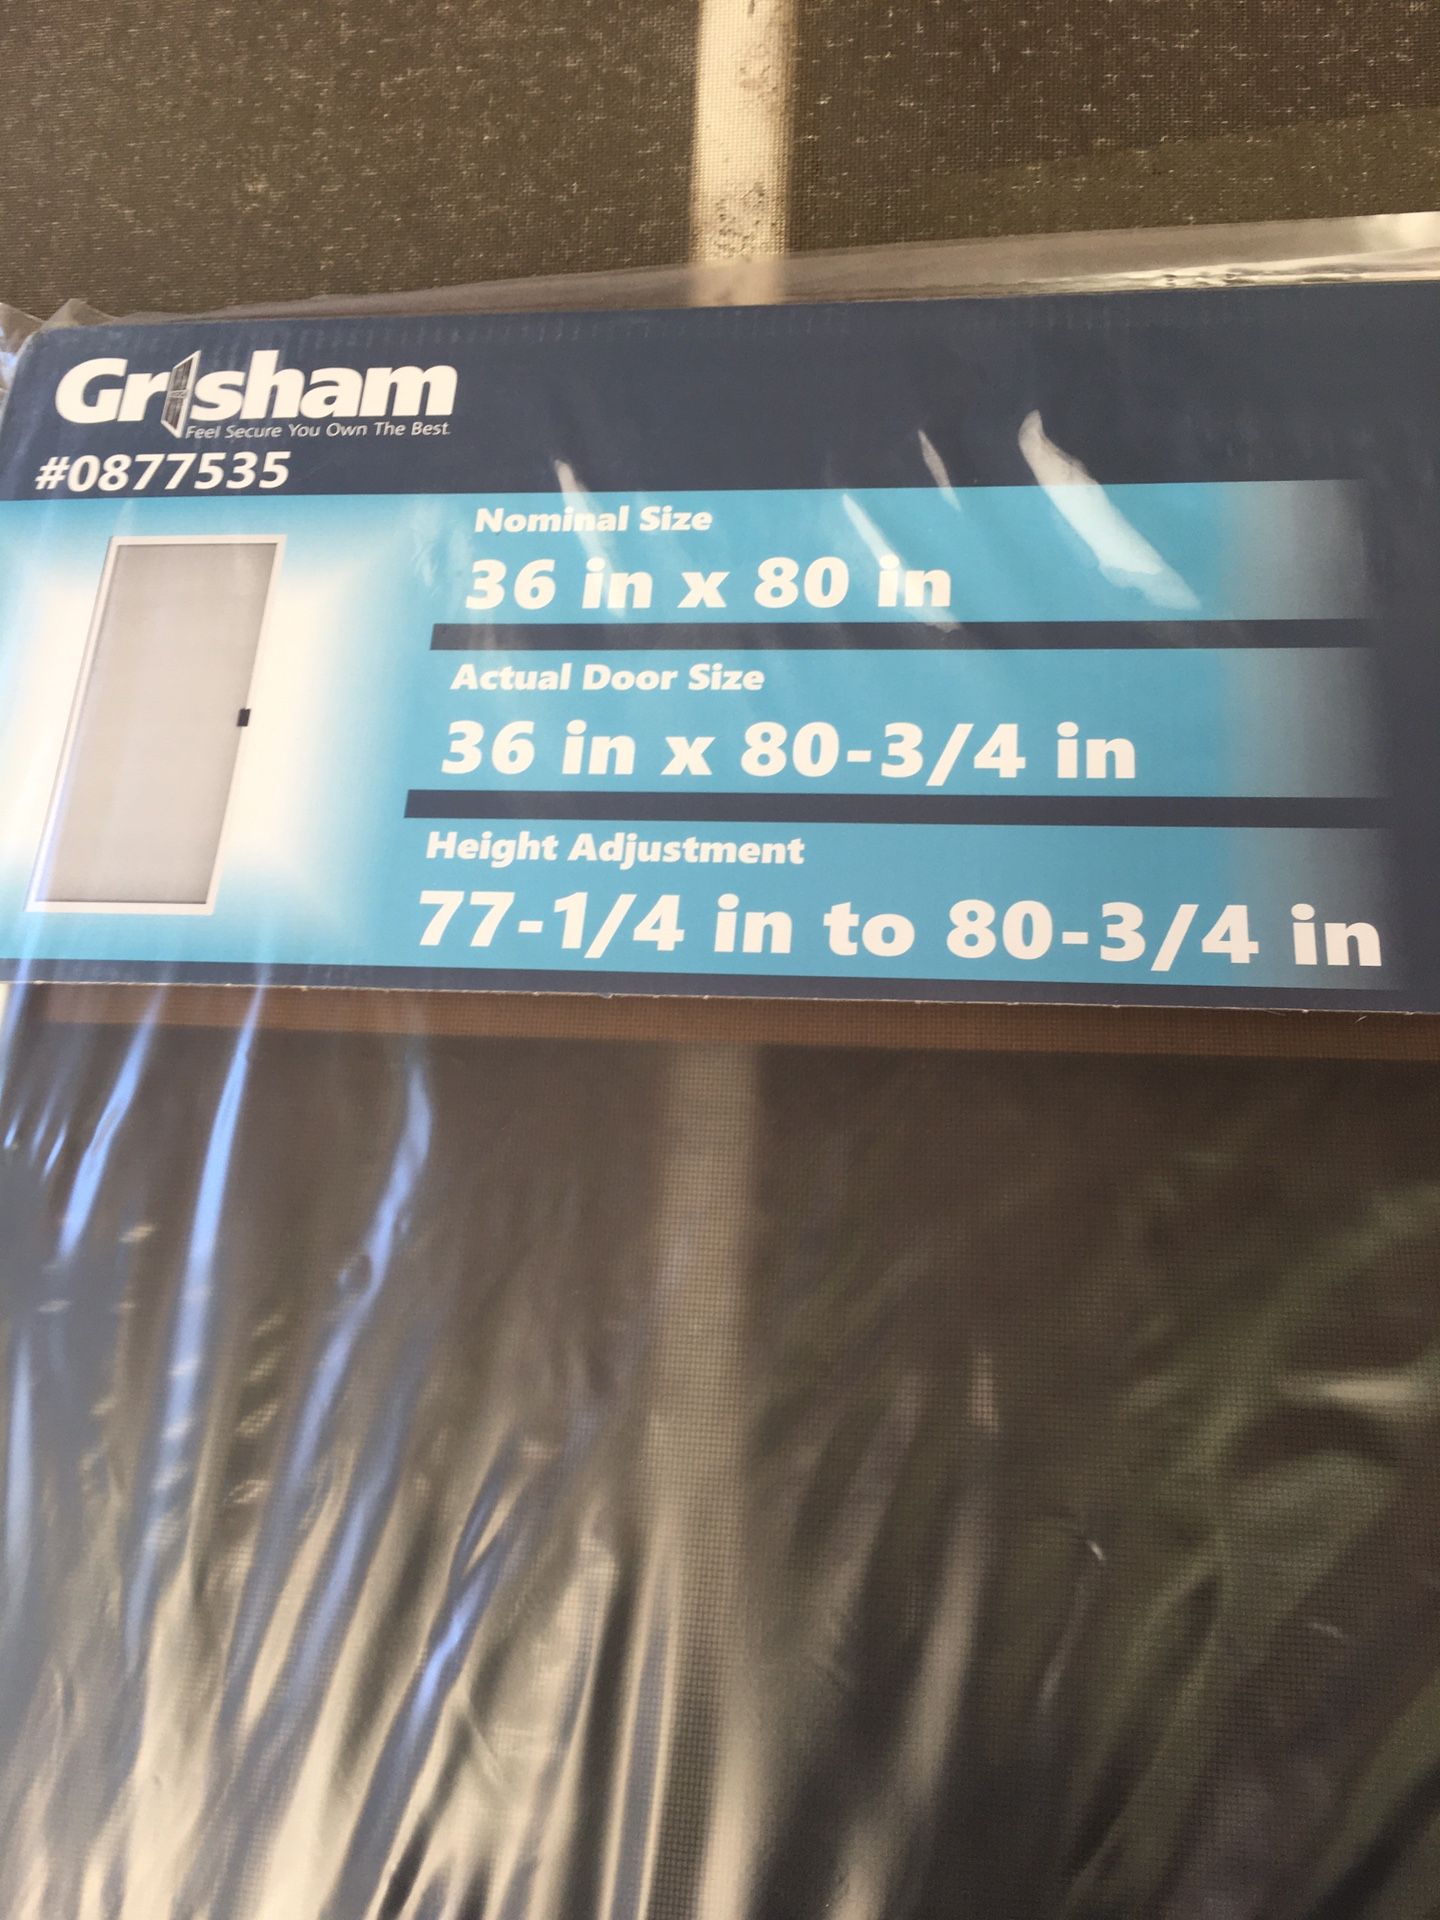 Grisham
Feel Secure You Own The Best.
#0877535
Nominal Size
36 in x 80 in
Actual Door Size
36 in x 80-3/4 in
Height Adjustment
77-1/4 in to 80-3/4 in